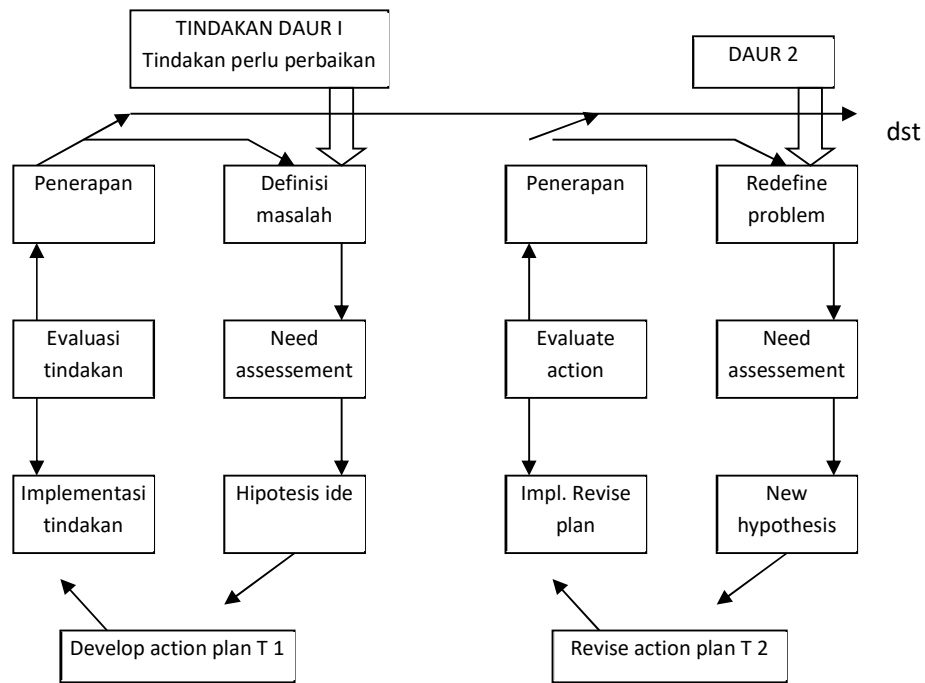 TINDAKAN DAUR I
Tindakan perlu perbaikan
DAUR 2
dst
Penerapan
Definisi
masalah
Penerapan
Redefine
problem
Evaluasi
tindakan
Need
assessement
Evaluate
action
Need
assessement
Implementasi
tindakan
Hipotesis ide
Impl. Revise
plan
New
hypothesis
Develop action plan T 1
Revise action plan T 2